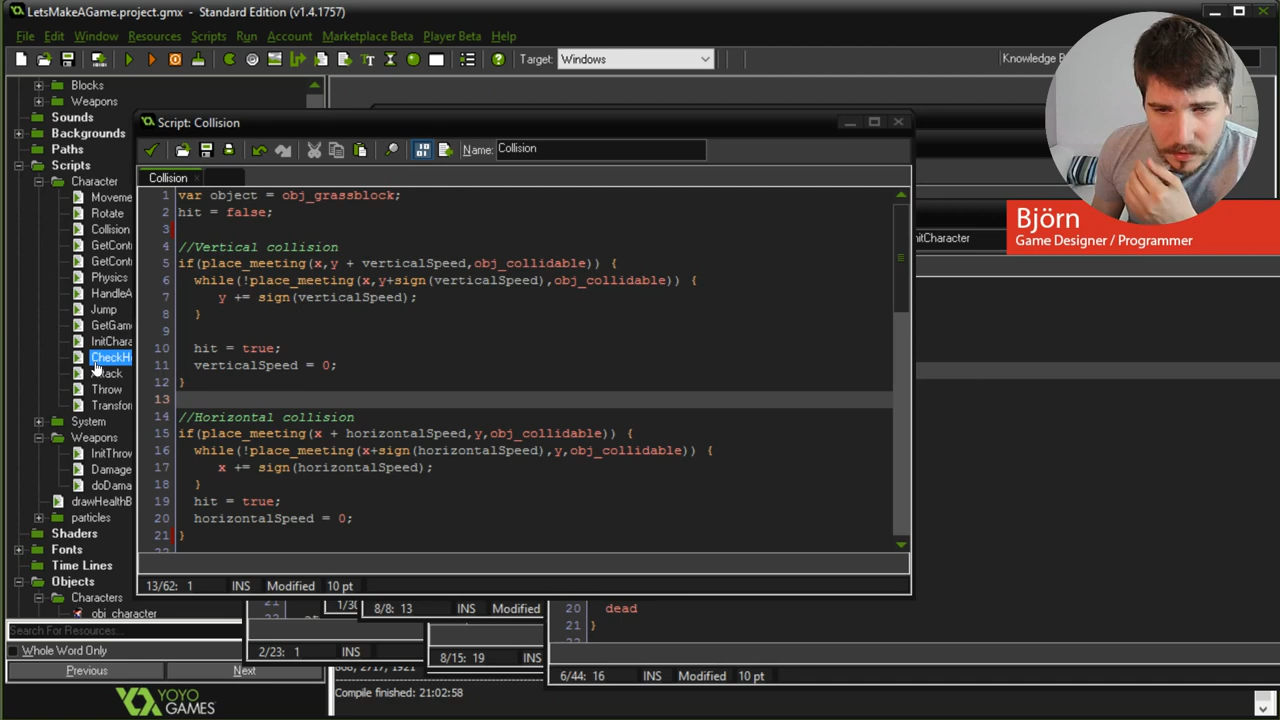 LetsMakeAGame.project.gmx - Standard Edition (v1.4.1757)
File Edit Window Resources Scripts Run Account Marketplace Beta Player Beta Help
Target: Windows
Knowledge
Blocks
Weapons
Sounds
Backgrounds
Paths
Scripts
Character
Rotate
Collision
Physics
Jump
Throw
System
Weapons
particles
Shaders
Fonts
Time Lines
Objects
Characters
obj_character
Search For Resources...
Whole Word Only
Previous Next
YOYO
GAMES™
Script: Collision
Name: Collision
Collision
1 var object = obj_grassblock;
2 hit = false;
3
4 //Vertical collision
5 if(place_meeting(x,y + verticalSpeed,obj_collidable)) {
6 while(!place_meeting(x,y+sign(verticalSpeed),obj_collidable)) {
7 y += sign(verticalSpeed);
8 }
9
10 hit = true;
11 verticalSpeed = 0;
12 }
13
14 //Horizontal collision
15 if(place_meeting(x + horizontalSpeed,y,obj_collidable)) {
16 while(!place_meeting(x+sign(horizontalSpeed),y,obj_collidable)) {
17 x += sign(horizontalSpeed);
18 }
19 hit = true;
20 horizontalSpeed = 0;
21 }
13/62: 1 INS Modified 10 pt
2/23: 1 INS
8/8: 13 INS Modified
8/15: 19 INS
20 dead
21 }
6/44: 16 INS Modified 10 pt
Compile finished: 21:02:58
Björn
Game Designer / Programmer